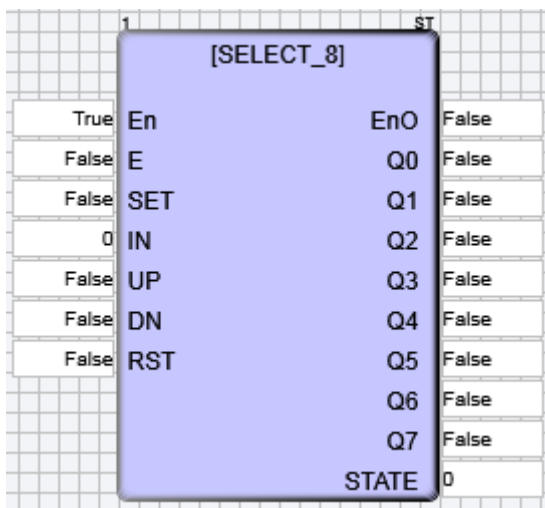 1 ST
[SELECT_8]
True En EnO False
False E Q0 False
False SET Q1 False
0 IN Q2 False
False UP Q3 False
False DN Q4 False
False RST Q5 False
Q6 False
Q7 False
STATE 0